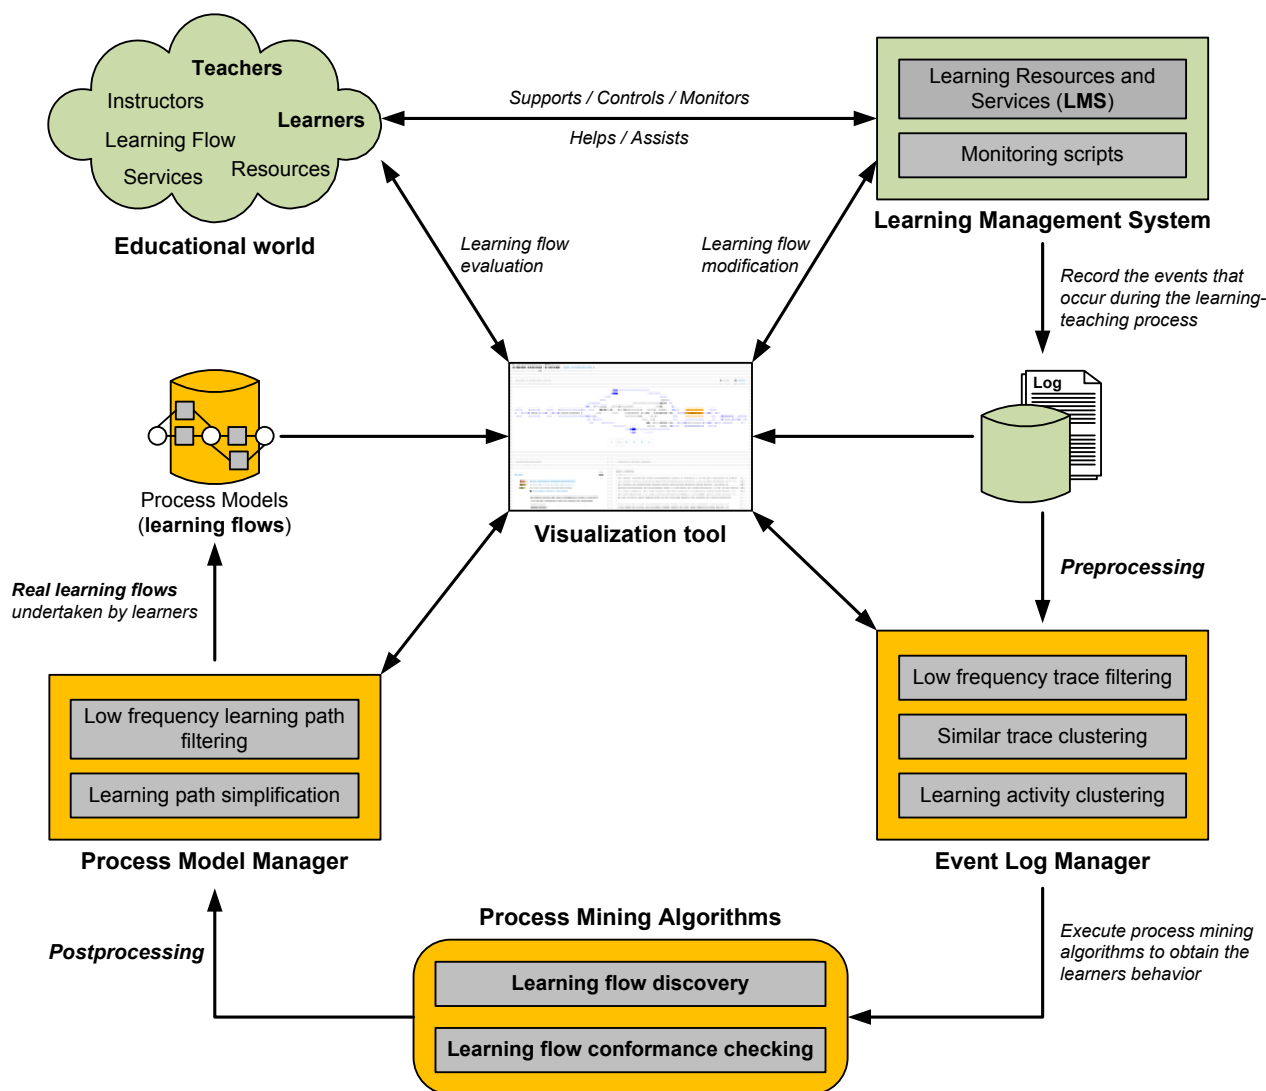 Teachers
Instructors
Learners
Learning Flow
Services
Resources
Educational world
Supports / Controls / Monitors
Helps / Assists
Learning Resources and
Services (LMS)
Monitoring scripts
Learning Management System
Learning flow
evaluation
Learning flow
modification
Record the events that
occur during the learning-
teaching process
Log
Process Models
(learning flows)
Visualization tool
Preprocessing
Real learning flows
undertaken by learners
Low frequency trace filtering
Similar trace clustering
Learning activity clustering
Event Log Manager
Low frequency learning path
filtering
Learning path simplification
Process Model Manager
Process Mining Algorithms
Learning flow discovery
Learning flow conformance checking
Postprocessing
Execute process mining
algorithms to obtain the
learners behavior